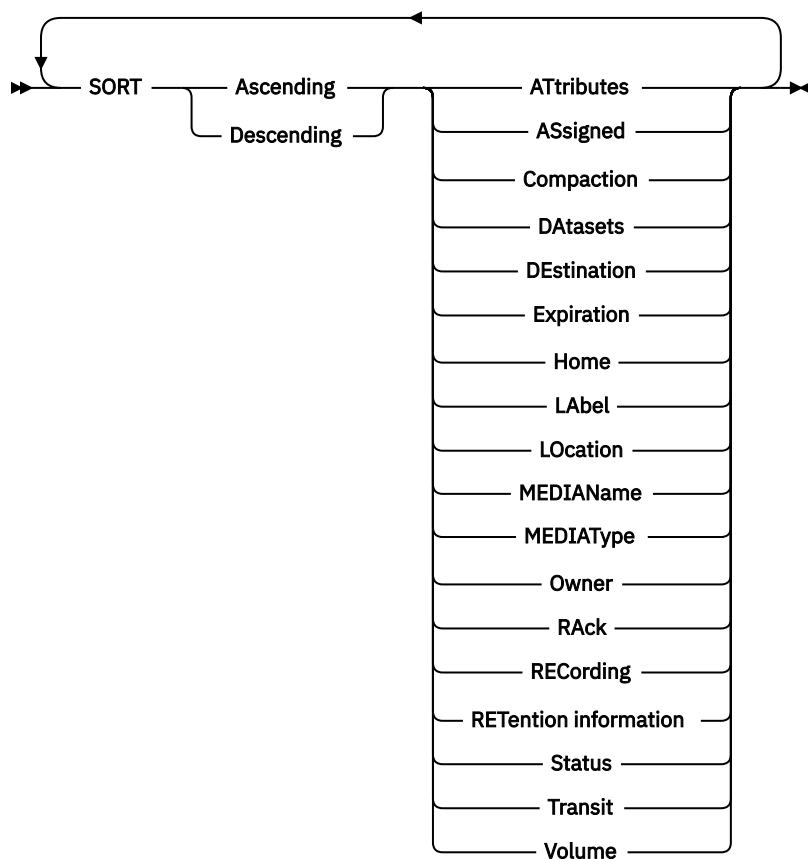 SORT Ascending ATtributes
Descending ASsigned
Compaction
DAtasets
DEstination
Expiration
Home
LAbel
LOcation
MEDIAName
MEDIAType
Owner
RAck
RECording
RETention information
Status
Transit
Volume